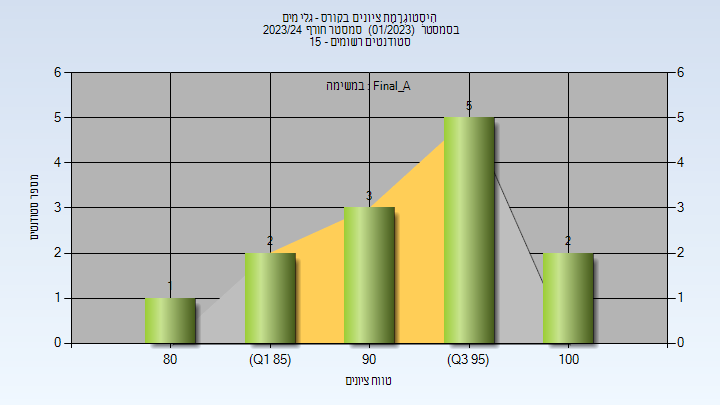 הִיסְטוֹגְרָמַת ציונים בקורס - גלי מים
בסמסטר (01/2023) סמסטר חורף 2023/24
סטודנטים רשומים - 15
במשימה : Final_A
6 6
5 5 5
4 4
3 3 3
2 2 2 2
1 1 1
0 0
80 (Q1 85) 90 (Q3 95) 100
מספר סטודנטים
טווח ציונים